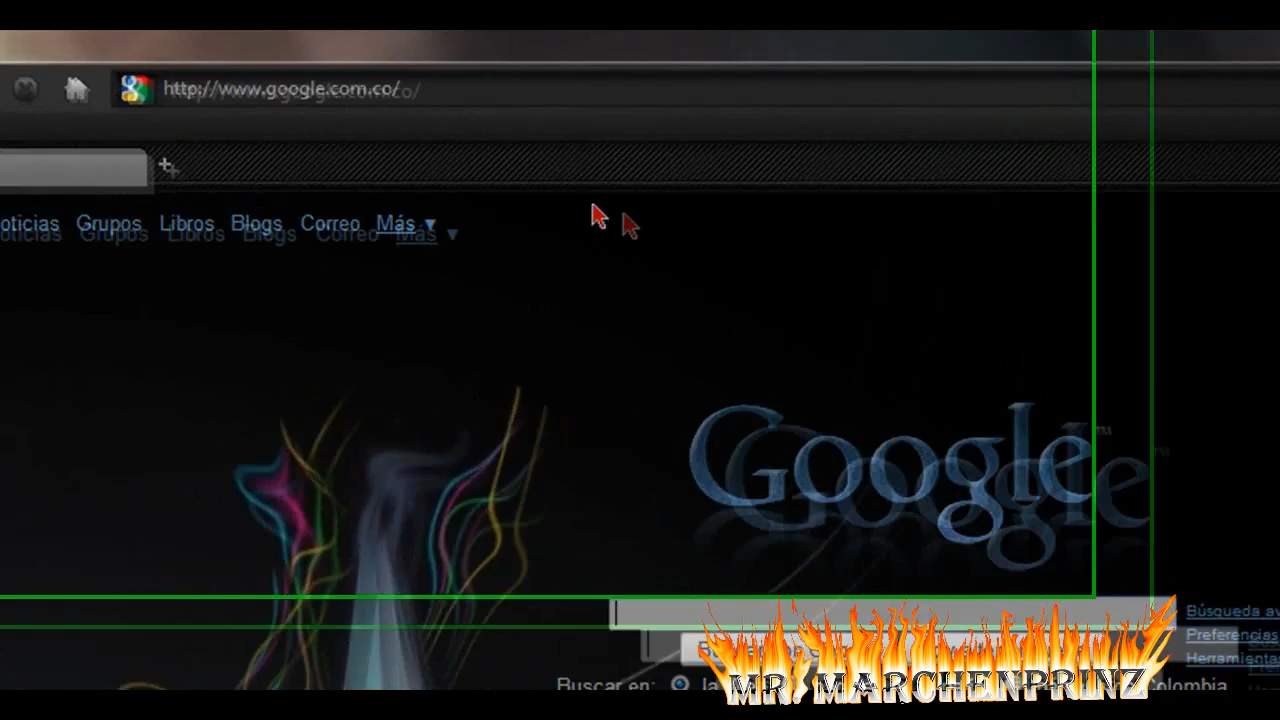 http://www.google.com.co/
oticias Grupos Libros Blogs Correo Más
Google
Búsqueda av
Preferencias
Herramienta
Buscar en: la Colombia
MR. MARCHENPRINZ